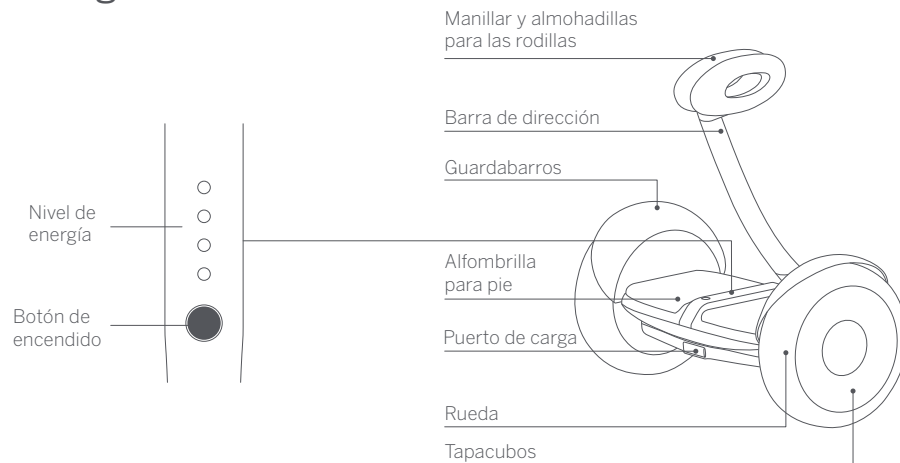 Manillar y almohadillas
para las rodillas
Barra de dirección
Guardabarros
Nivel de
energía
Alfombrilla
para pie
Botón de
encendido
Puerto de carga
Rueda
Tapacubos